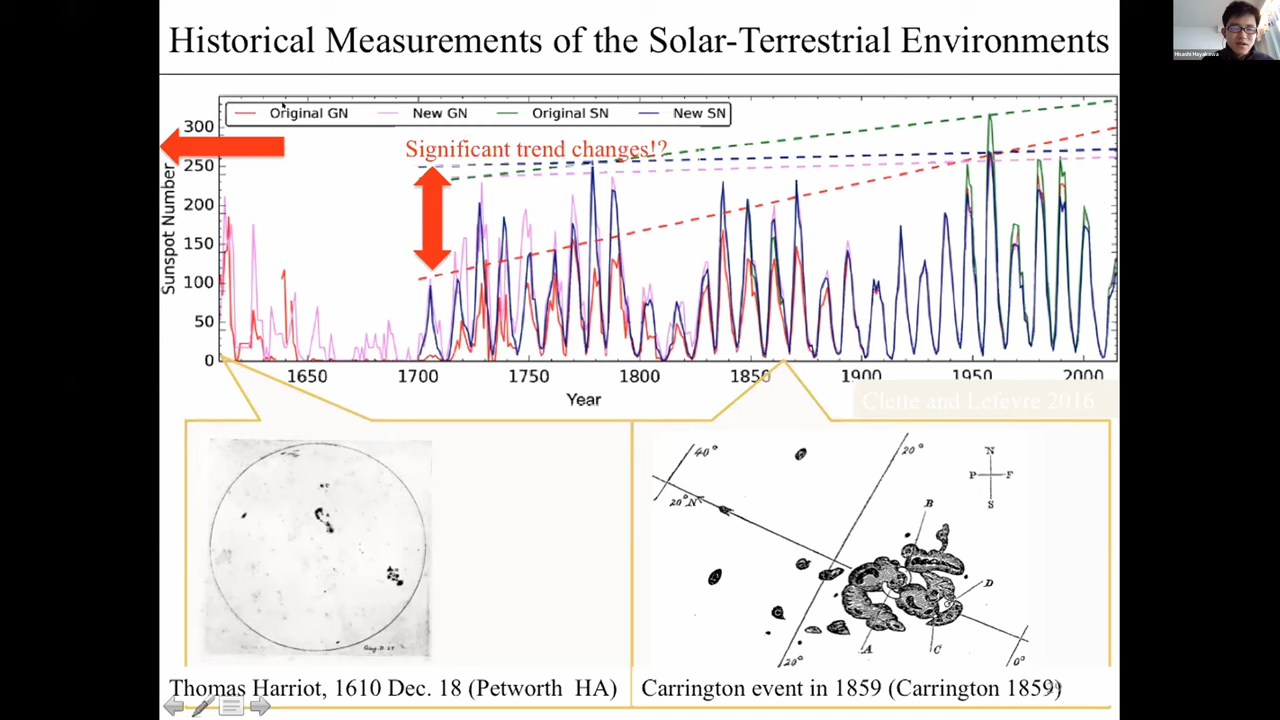 Historical Measurements of the Solar-Terrestrial Environments
Hisashi Hayakawa
Original GN New GN Original SN New SN
Significant trend changes!?
Sunspot Number
300
250
200
150
100
50
0
1650 1700 1750 1800 1850 1900 1950 2000
Year
Clette and Lefevre 2016
40°
20°
N
P F
S
20°N
B
D
A
C
20°
0°
Thomas Harriot, 1610 Dec. 18 (Petworth HA)
Carrington event in 1859 (Carrington 1859)